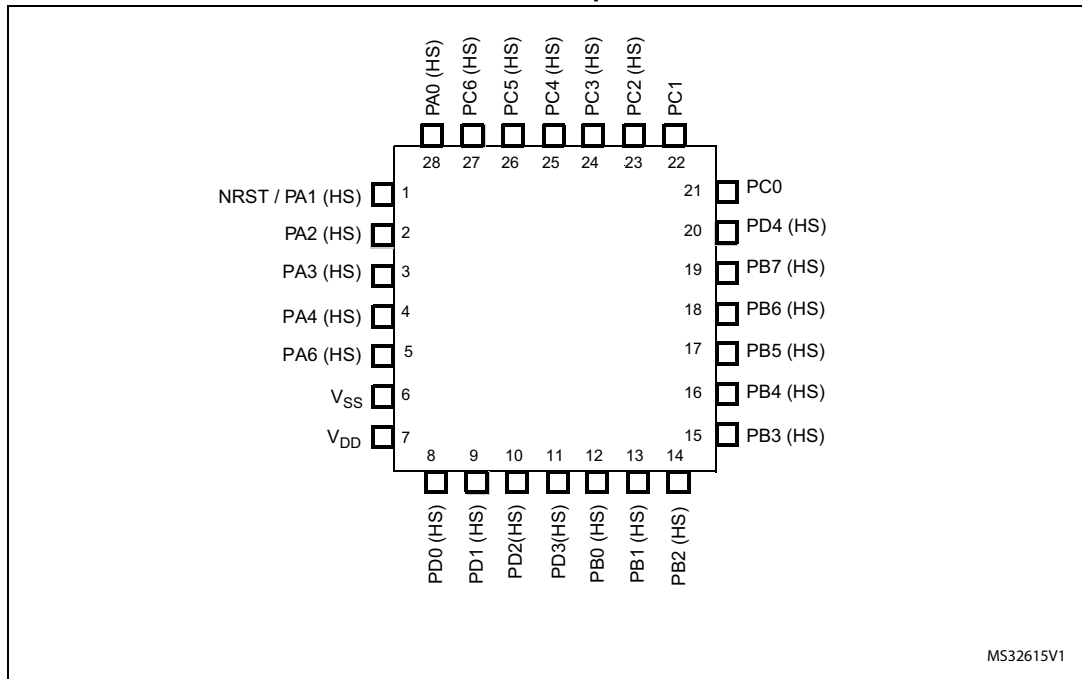 PA0 (HS)
PC6 (HS)
PC5 (HS)
PC4 (HS)
PC3 (HS)
PC2 (HS)
PC1
28 27 26 25 24 23 22
NRST / PA1 (HS) 1
PA2 (HS) 2
PA3 (HS) 3
PA4 (HS) 4
PA6 (HS) 5
VSS 6
VDD 7
21 PC0
20 PD4 (HS)
19 PB7 (HS)
18 PB6 (HS)
17 PB5 (HS)
16 PB4 (HS)
15 PB3 (HS)
8 9 10 11 12 13 14
PD0 (HS)
PD1 (HS)
PD2(HS)
PD3(HS)
PB0 (HS)
PB1 (HS)
PB2 (HS)
MS32615V1